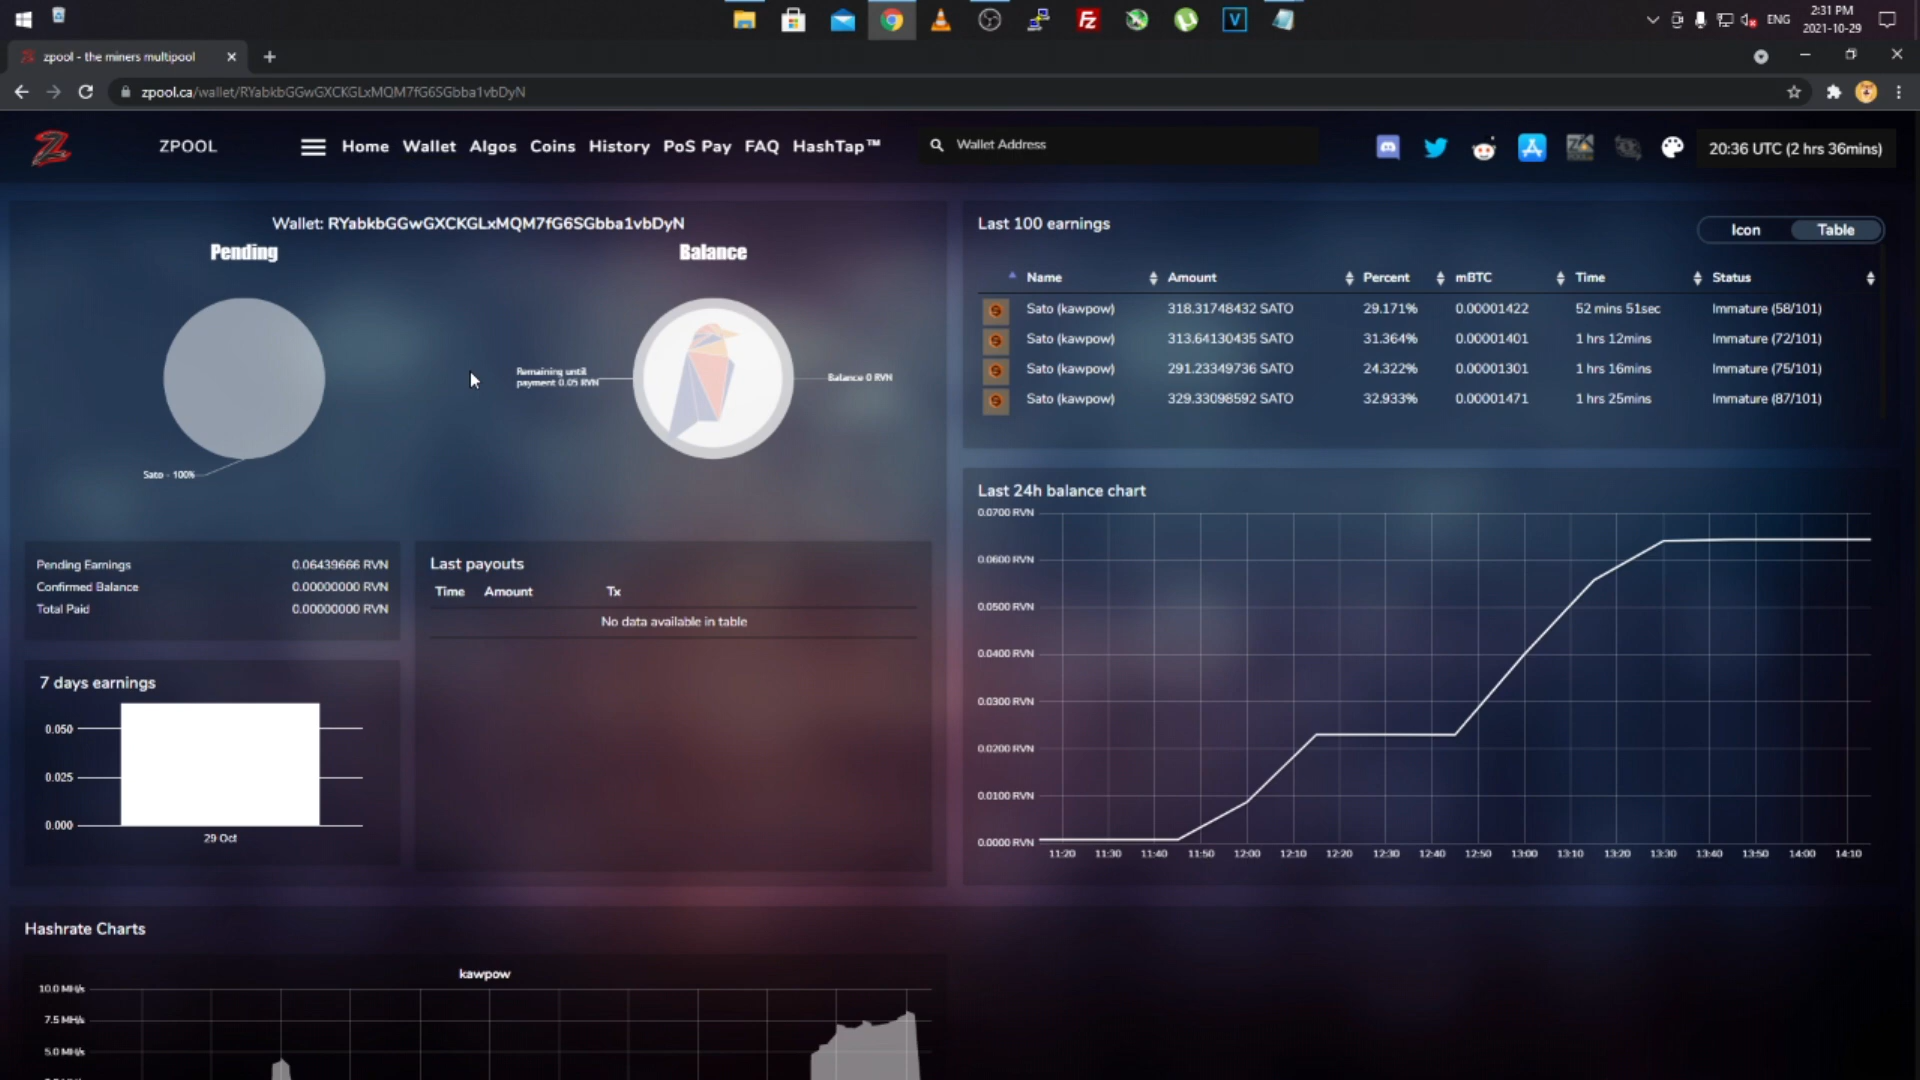 ENG
2:31 PM
2021-10-29
zpool - the miners multipool
zpool.ca/wallet/RYabkbGGwGXCKGLxMQM7fG6SGbba1vbDyN
ZPOOL
Home Wallet Algos Coins History PoS Pay FAQ HashTap™
Wallet Address
20:36 UTC (2 hrs 36mins)
Wallet: RYabkbGGwGXCKGLxMQM7fG6SGbba1vbDyN
Pending
Balance
Remaining until
payment 0.05 RVN
Balance 0 RVN
Sato - 100%
Pending Earnings 0.06439666 RVN
Confirmed Balance 0.00000000 RVN
Total Paid 0.00000000 RVN
Last payouts
Time Amount Tx
No data available in table
7 days earnings
0.050
0.025
0.000
29 Oct
Last 100 earnings
Icon Table
Name Amount Percent mBTC Time Status
Sato (kawpow) 318.31748432 SATO 29.171% 0.00001422 52 mins 51sec Immature (58/101)
Sato (kawpow) 313.64130435 SATO 31.364% 0.00001401 1 hrs 12mins Immature (72/101)
Sato (kawpow) 291.23349736 SATO 24.322% 0.00001301 1 hrs 16mins Immature (75/101)
Sato (kawpow) 329.33098592 SATO 32.933% 0.00001471 1 hrs 25mins Immature (87/101)
Last 24h balance chart
0.0700 RVN
0.0600 RVN
0.0500 RVN
0.0400 RVN
0.0300 RVN
0.0200 RVN
0.0100 RVN
0.0000 RVN
11:20 11:30 11:40 11:50 12:00 12:10 12:20 12:30 12:40 12:50 13:00 13:10 13:20 13:30 13:40 13:50 14:00 14:10
Hashrate Charts
kawpow
10.0 MH/s
7.5 MH/s
5.0 MH/s